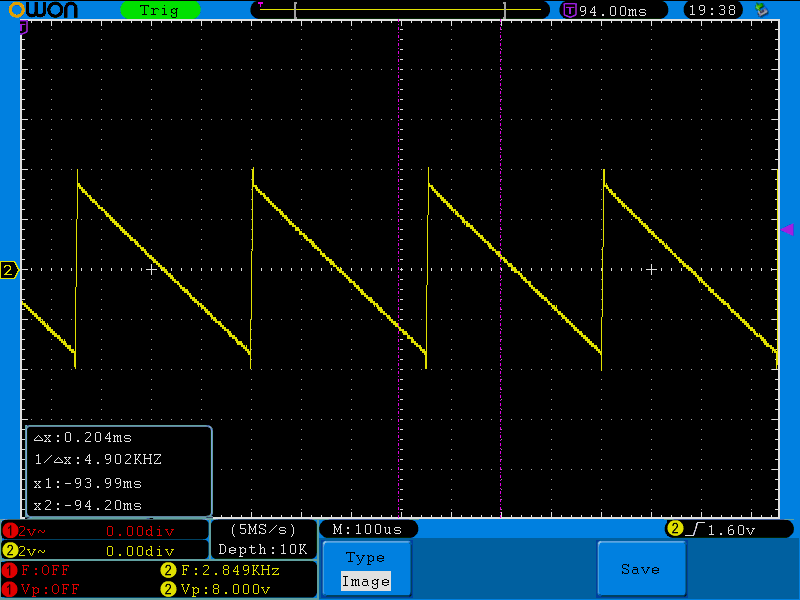 OWON Trig T 94.00ms 19:38
2
△x:0.204ms
1/△x:4.902KHZ
x1:-93.99ms
x2:-94.20ms
1 2v~ 0.00div (5MS/s) M:100us 2 1.60v
2 2v~ 0.00div Depth:10K
1 F:OFF 2 F:2.849KHz
1 Vp:OFF 2 Vp:8.000v
Type
Image
Save